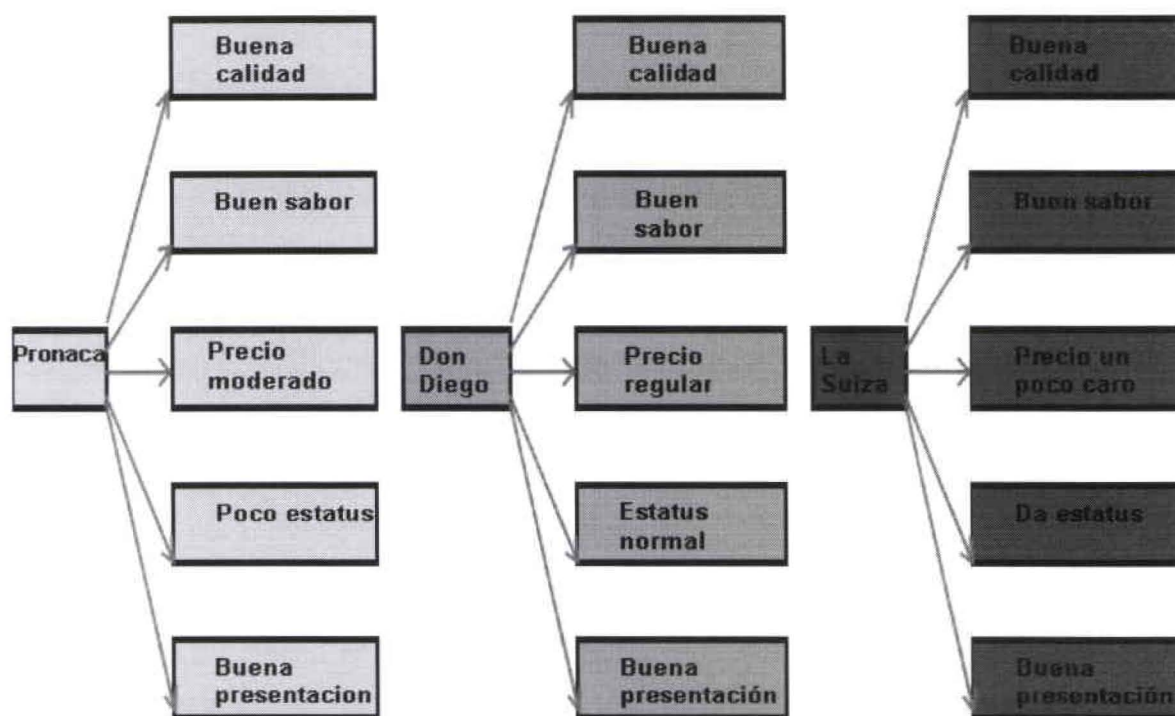 Pronaca
Buena
calidad
Buen sabor
Precio
moderado
Poco estatus
Buena
presentacion
Don
Diego
Buena
calidad
Buen
sabor
Precio
regular
Estatus
normal
Buena
presentación
La
Suiza
Buena
calidad
Buen sabor
Precio un
poco caro
Da estatus
Buena
presentación